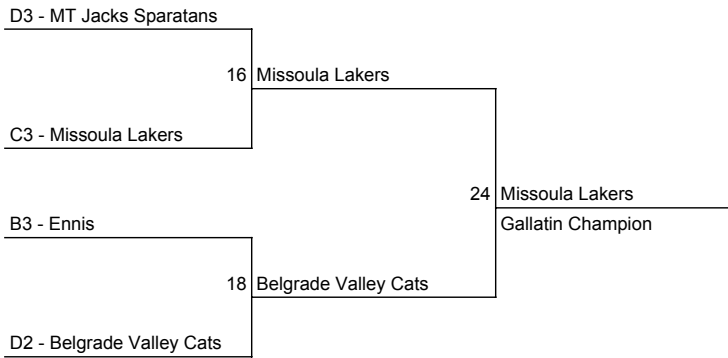 D3 - MT Jacks Sparatans
16 Missoula Lakers
C3 - Missoula Lakers
24 Missoula Lakers
B3 - Ennis
Gallatin Champion
18 Belgrade Valley Cats
D2 - Belgrade Valley Cats